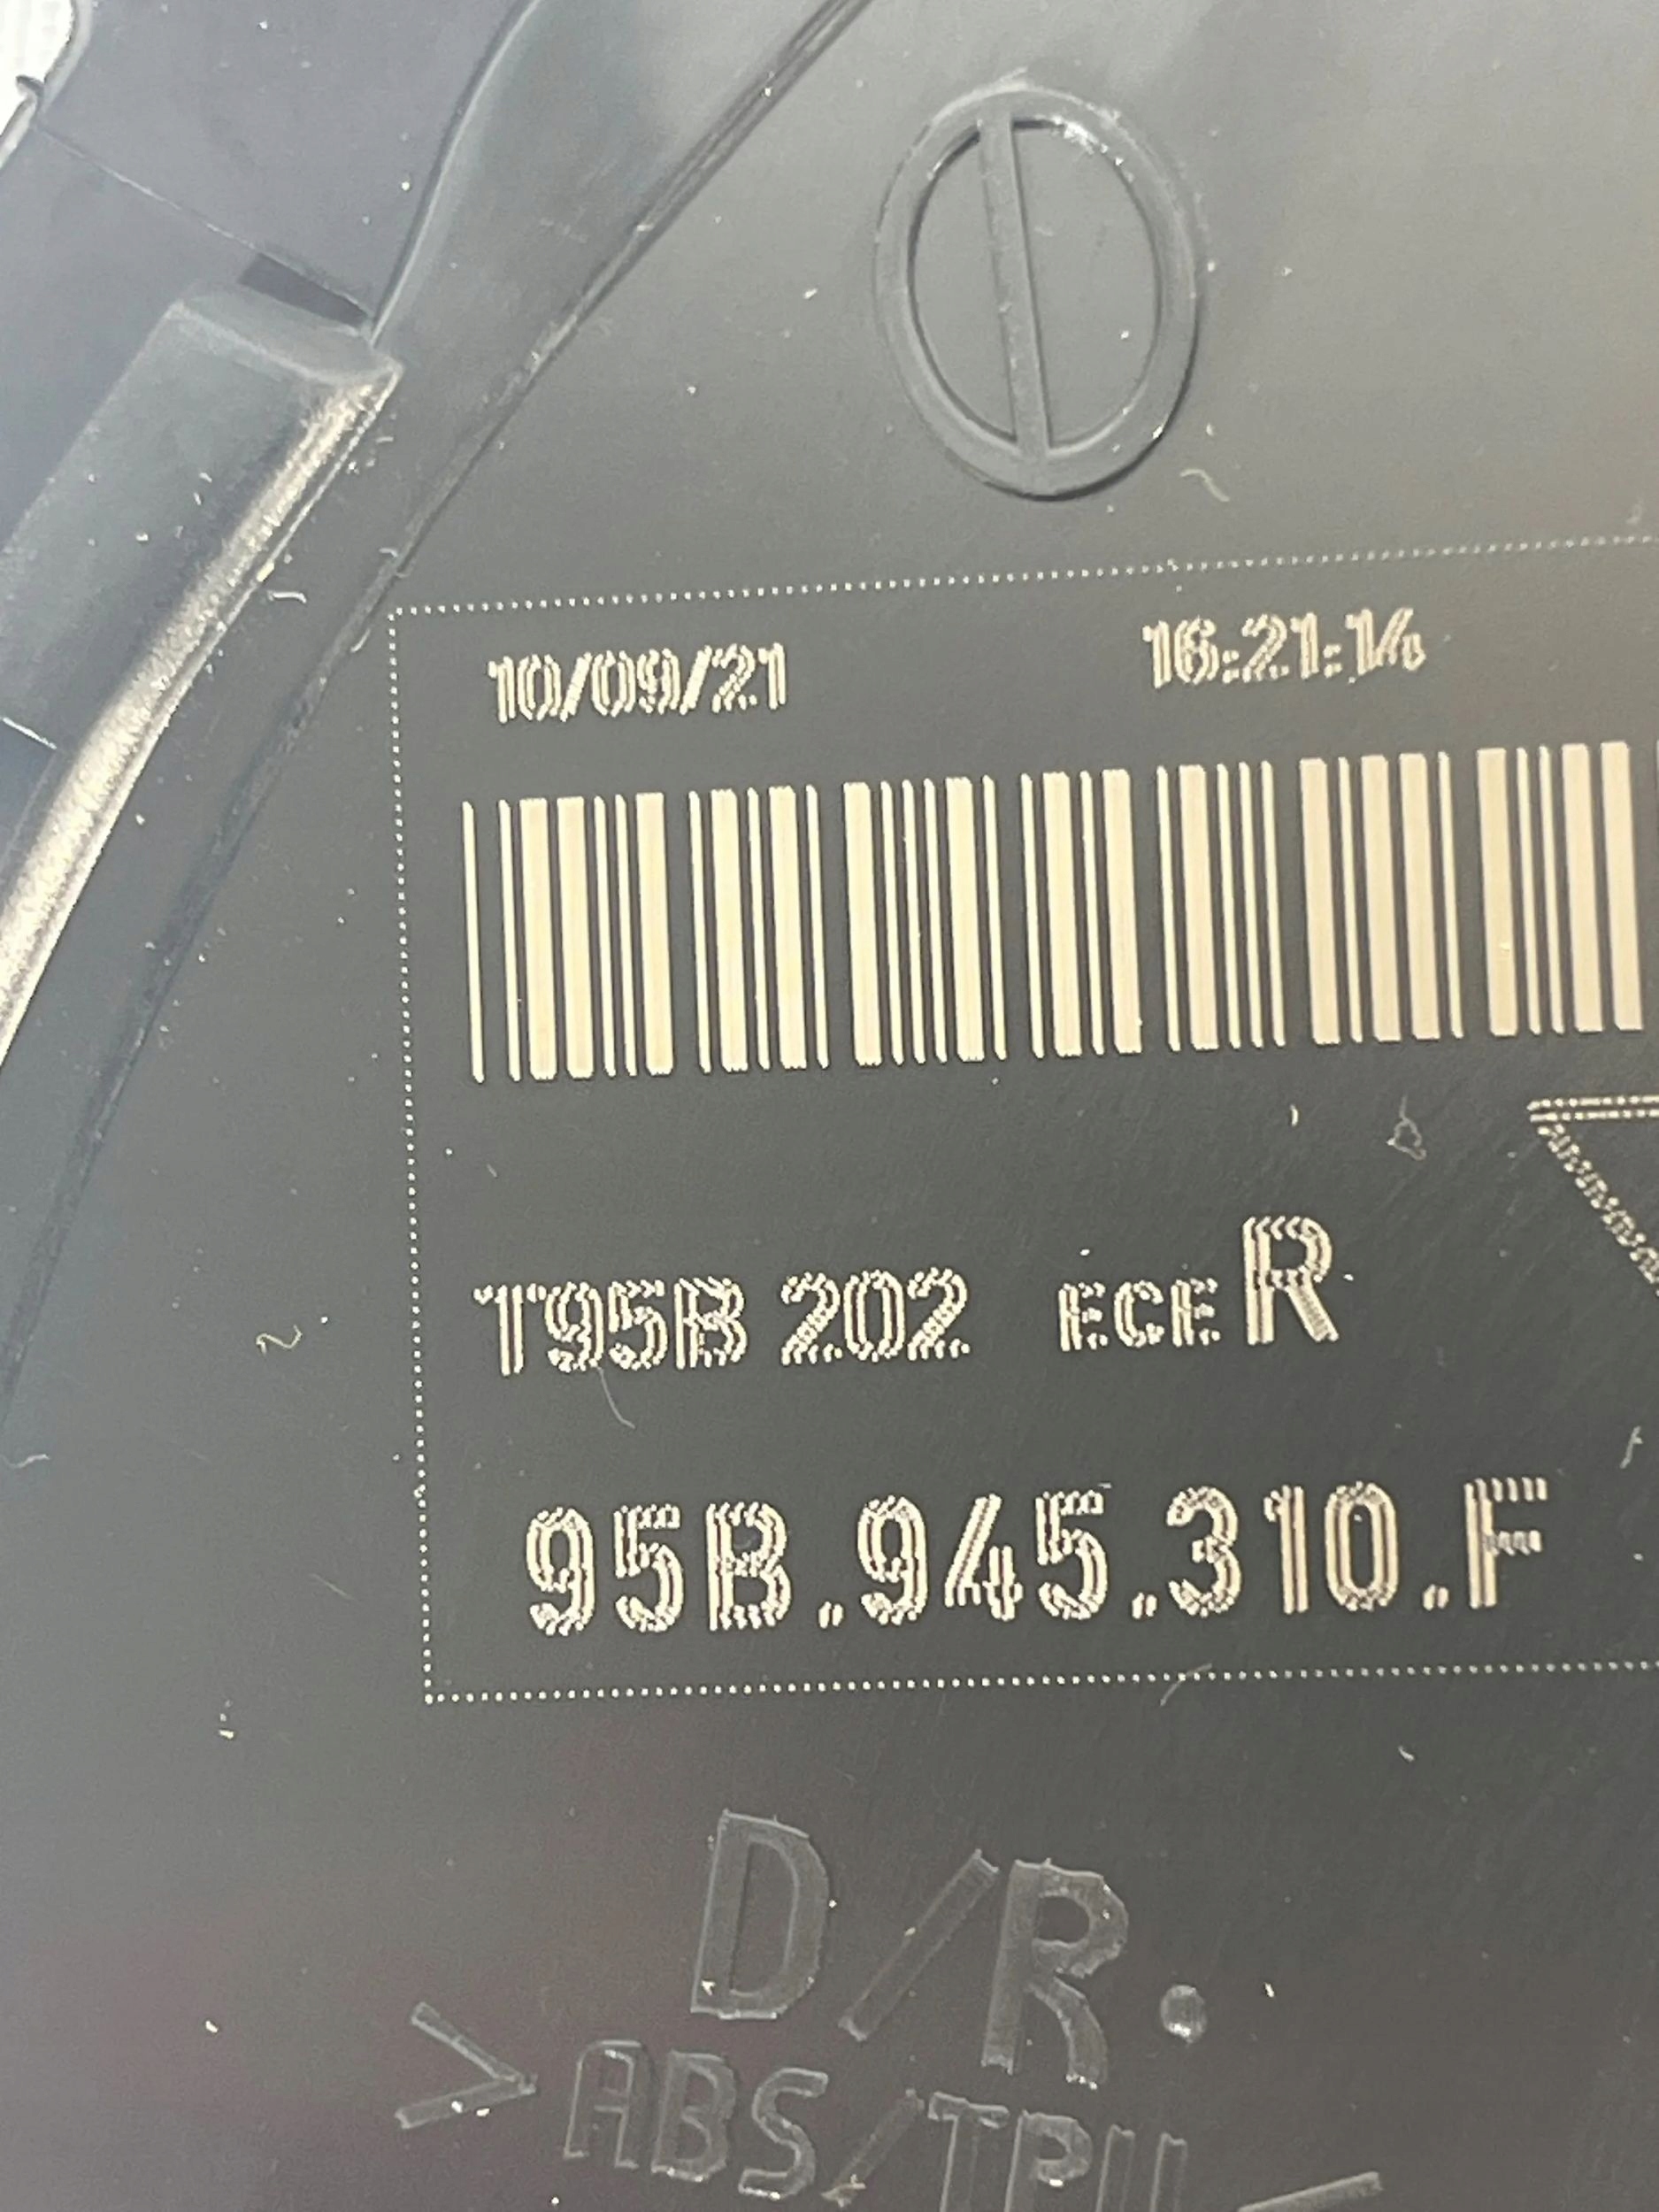 10/09/21 16:21:14
T95B 202 ECE R
95B.945.310.F
D/R.
>ABS/TPU